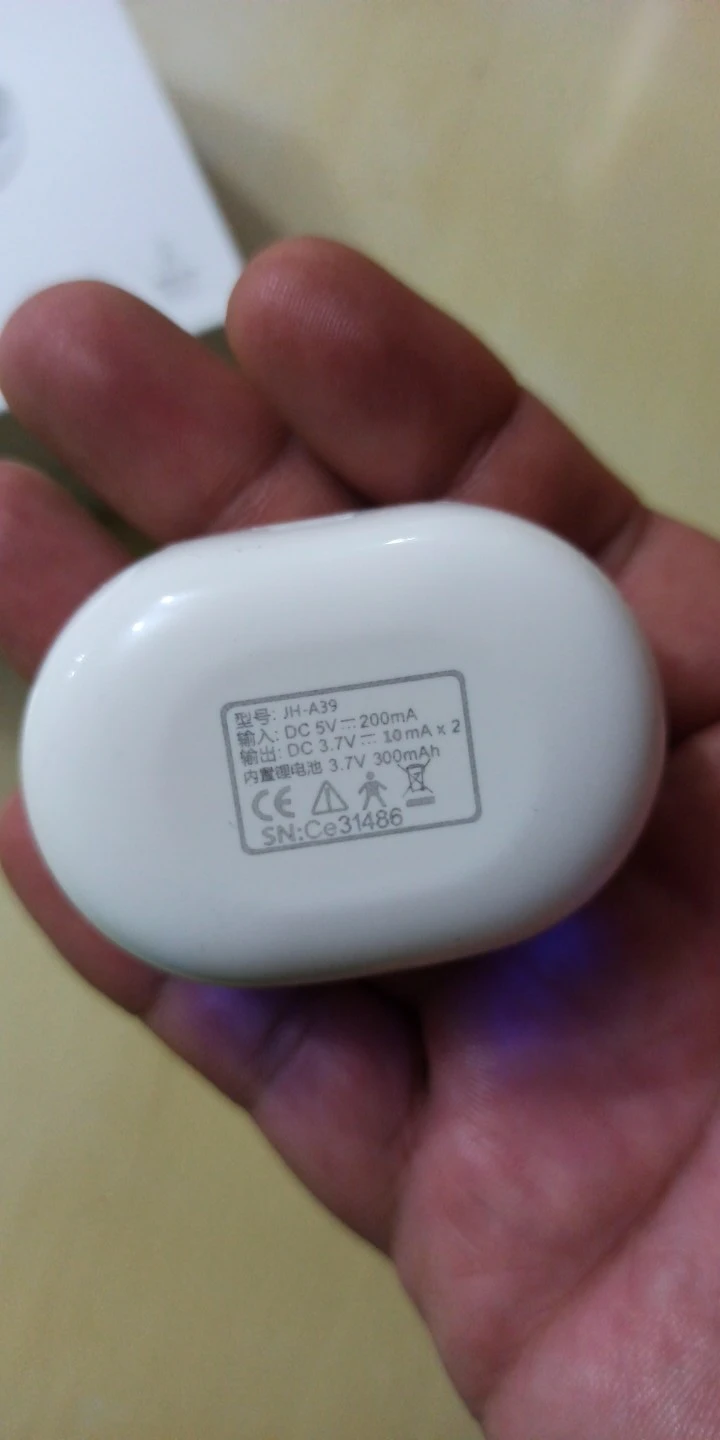 型号: JH-A39
输入: DC 5V⎓200mA
输出: DC 3.7V⎓10mA x 2
内置锂电池 3.7V 300mAh
CE
SN:Ce31486